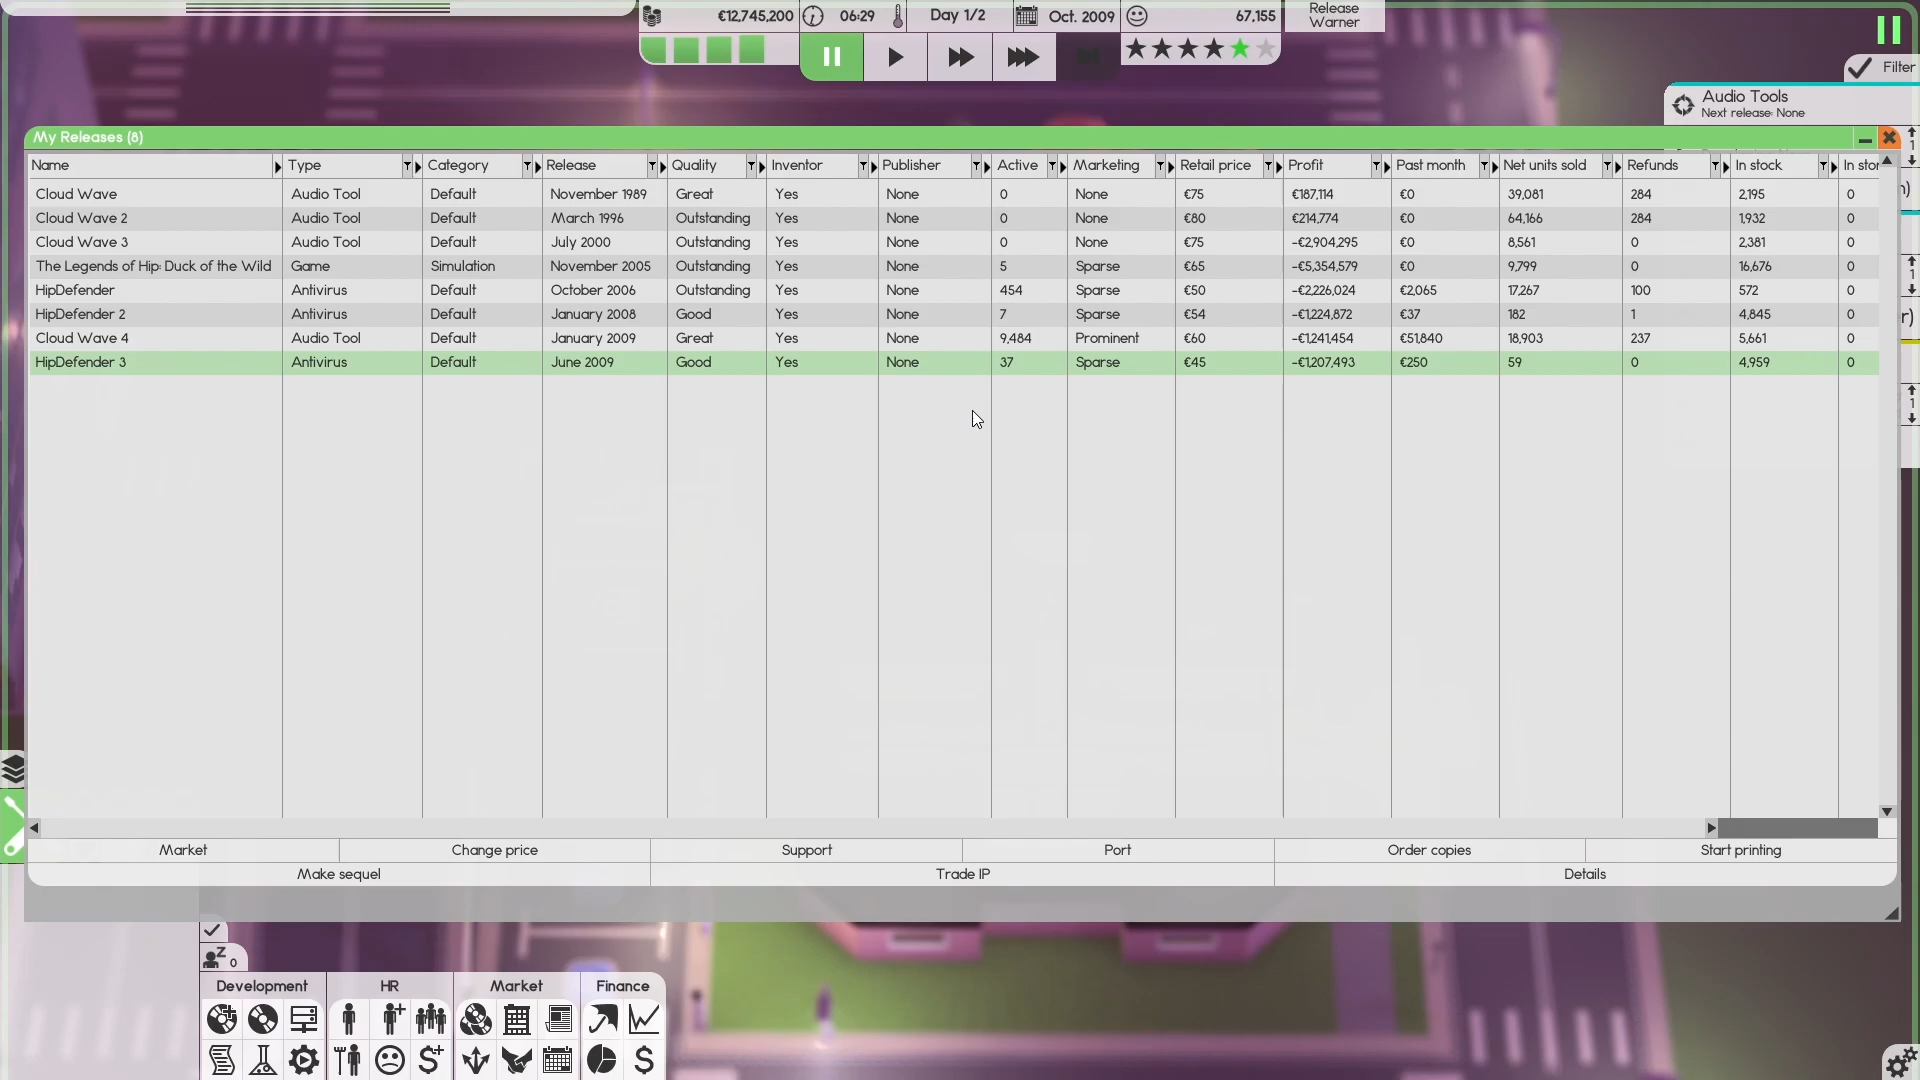 €12,745,200 06:29 Day 1/2 Oct. 2009 67,155 Release Warner
Filter
Audio Tools
Next release: None
My Releases (8)
Name Type Category Release Quality Inventor Publisher Active Marketing Retail price Profit Past month Net units sold Refunds In stock In stor
Cloud Wave Audio Tool Default November 1989 Great Yes None 0 None €75 €187,114 €0 39,081 284 2,195 0
Cloud Wave 2 Audio Tool Default March 1996 Outstanding Yes None 0 None €80 €214,774 €0 64,166 284 1,932 0
Cloud Wave 3 Audio Tool Default July 2000 Outstanding Yes None 0 None €75 -€2,904,295 €0 8,561 0 2,381 0
The Legends of Hip: Duck of the Wild Game Simulation November 2005 Outstanding Yes None 5 Sparse €65 -€5,354,579 €0 9,799 0 16,676 0
HipDefender Antivirus Default October 2006 Outstanding Yes None 454 Sparse €50 -€2,226,024 €2,065 17,267 100 572 0
HipDefender 2 Antivirus Default January 2008 Good Yes None 7 Sparse €54 -€1,224,872 €37 182 1 4,845 0
Cloud Wave 4 Audio Tool Default January 2009 Great Yes None 9,484 Prominent €60 -€1,241,454 €51,840 18,903 237 5,661 0
HipDefender 3 Antivirus Default June 2009 Good Yes None 37 Sparse €45 -€1,207,493 €250 59 0 4,959 0
Market Change price Support Port Order copies Start printing
Make sequel Trade IP Details
z 0
Development HR Market Finance